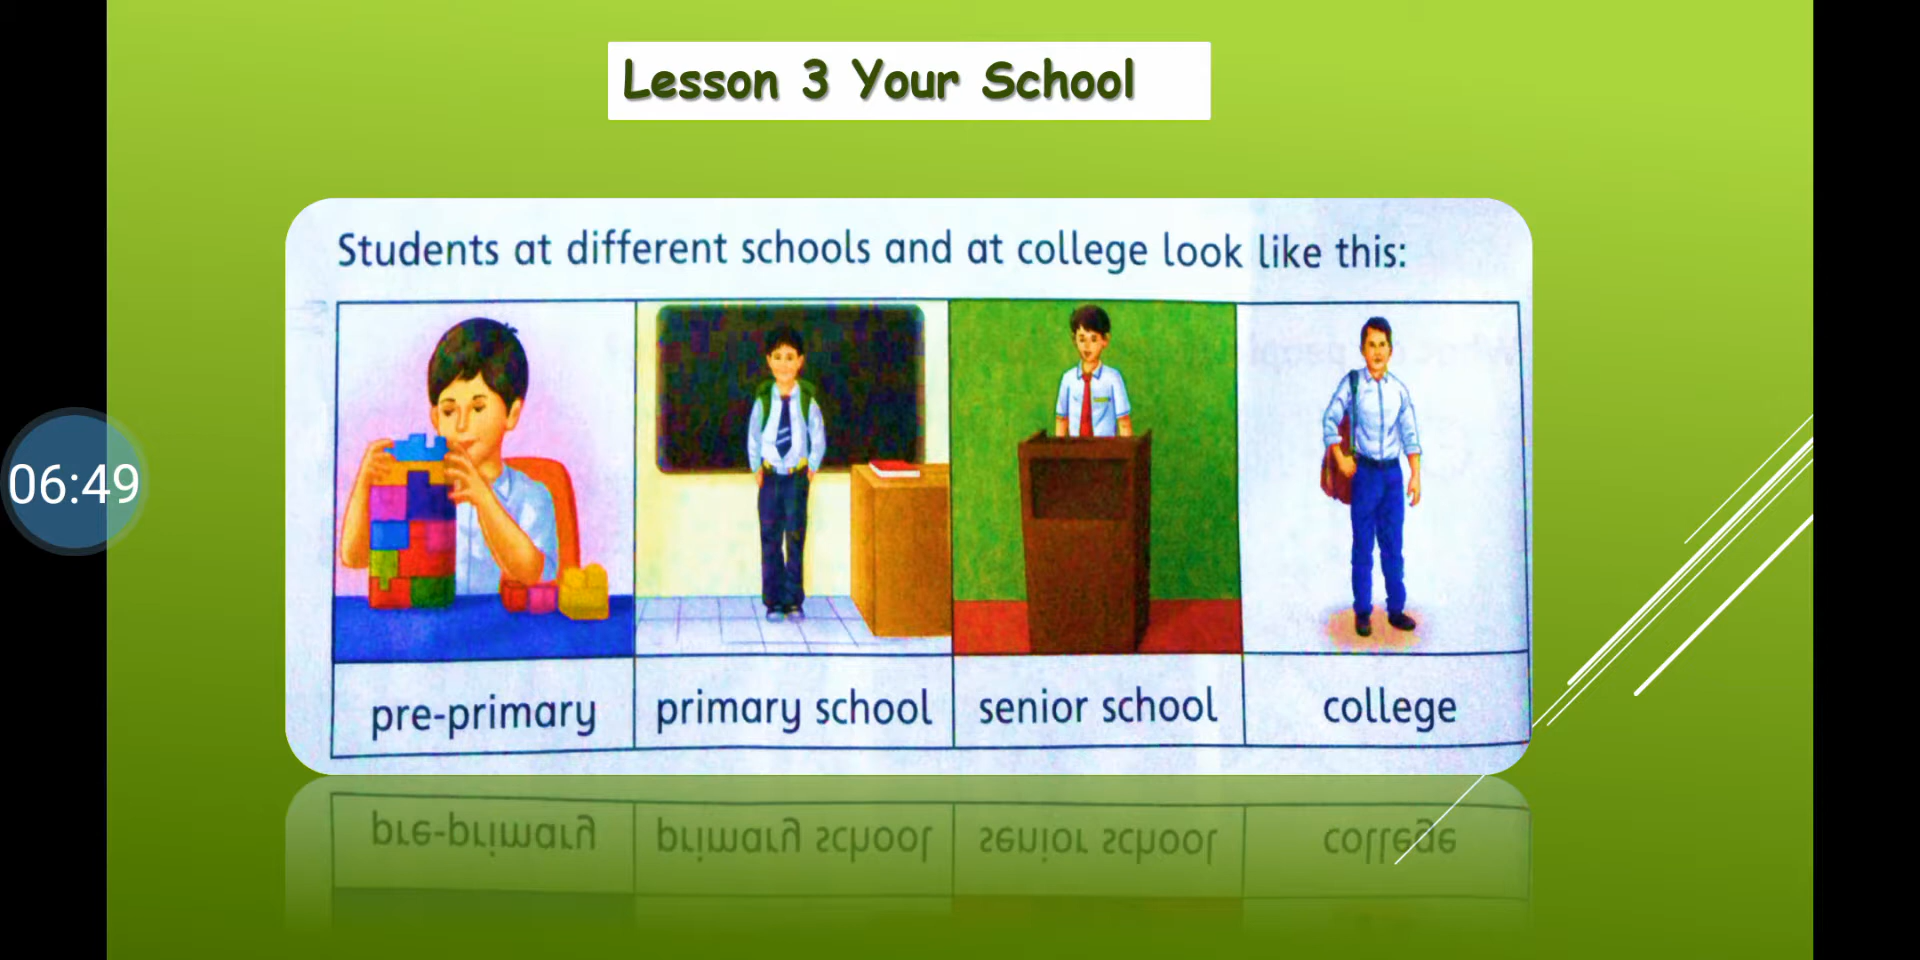 Lesson 3 Your School
Students at different schools and at college look like this:
06:49
pre-primary primary school senior school college